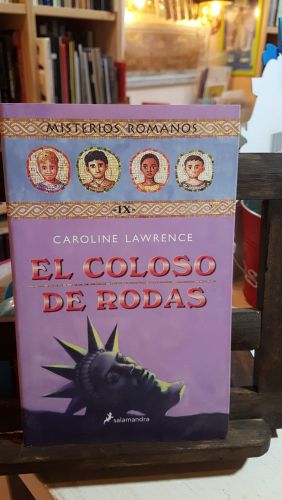 MISTERIOS ROMANOS
·IX·
CAROLINE LAWRENCE
EL COLOSO
DE RODAS
salamandra